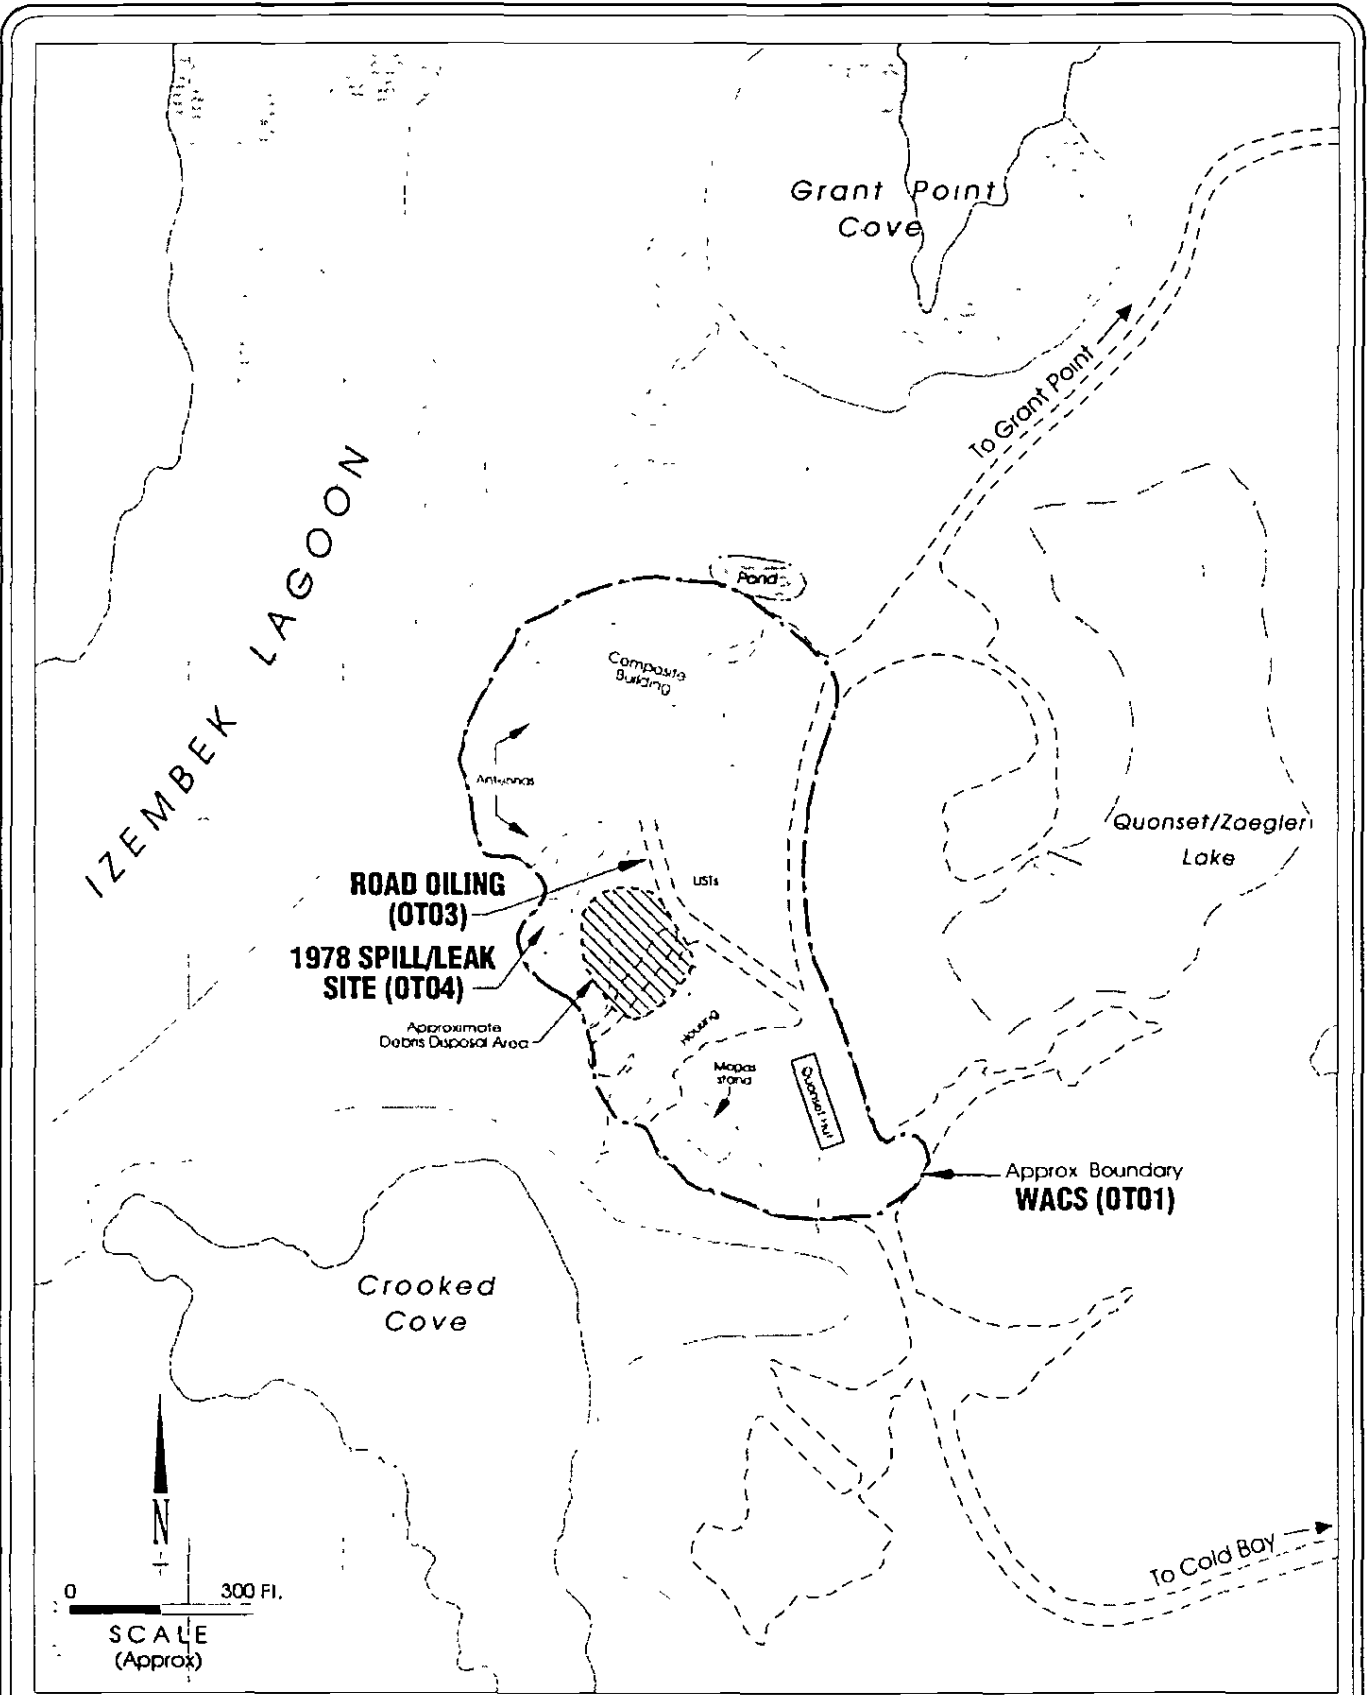 Grant Point
Cove
To Grant Point
IZEMBEK LAGOON
Pond
Composite
Building
Antennas
Quonset/Zaegler
Lake
ROAD OILING
(OT03)
USTs
1978 SPILL/LEAK
SITE (OT04)
Approximate
Debris Disposal Area
Housing
Mogas
stand
Quonset Hut
Approx Boundary
WACS (OT01)
Crooked
Cove
N
To Cold Bay
0 300 Ft.
SCALE
(Approx)